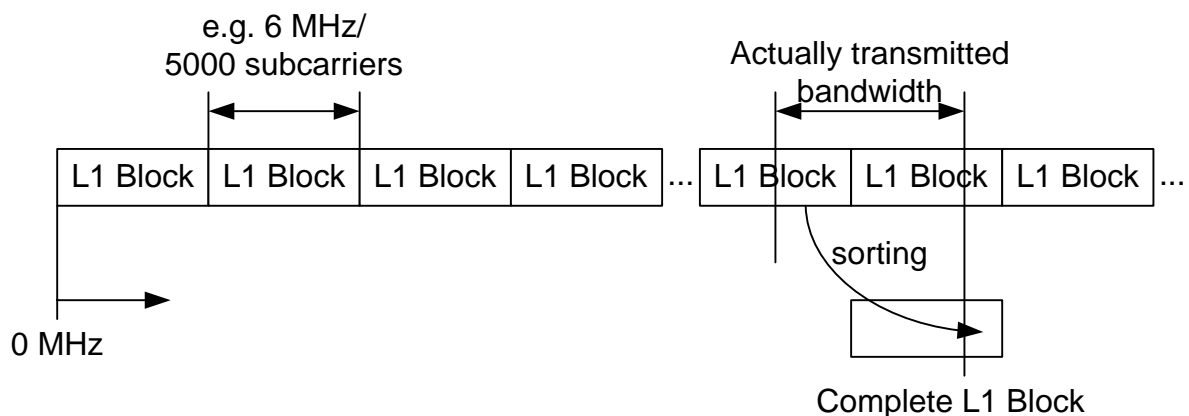 e.g. 6 MHz/
5000 subcarriers
Actually transmitted
bandwidth
L1 Block L1 Block L1 Block L1 Block ... L1 Block L1 Block L1 Block ...
sorting
0 MHz
Complete L1 Block